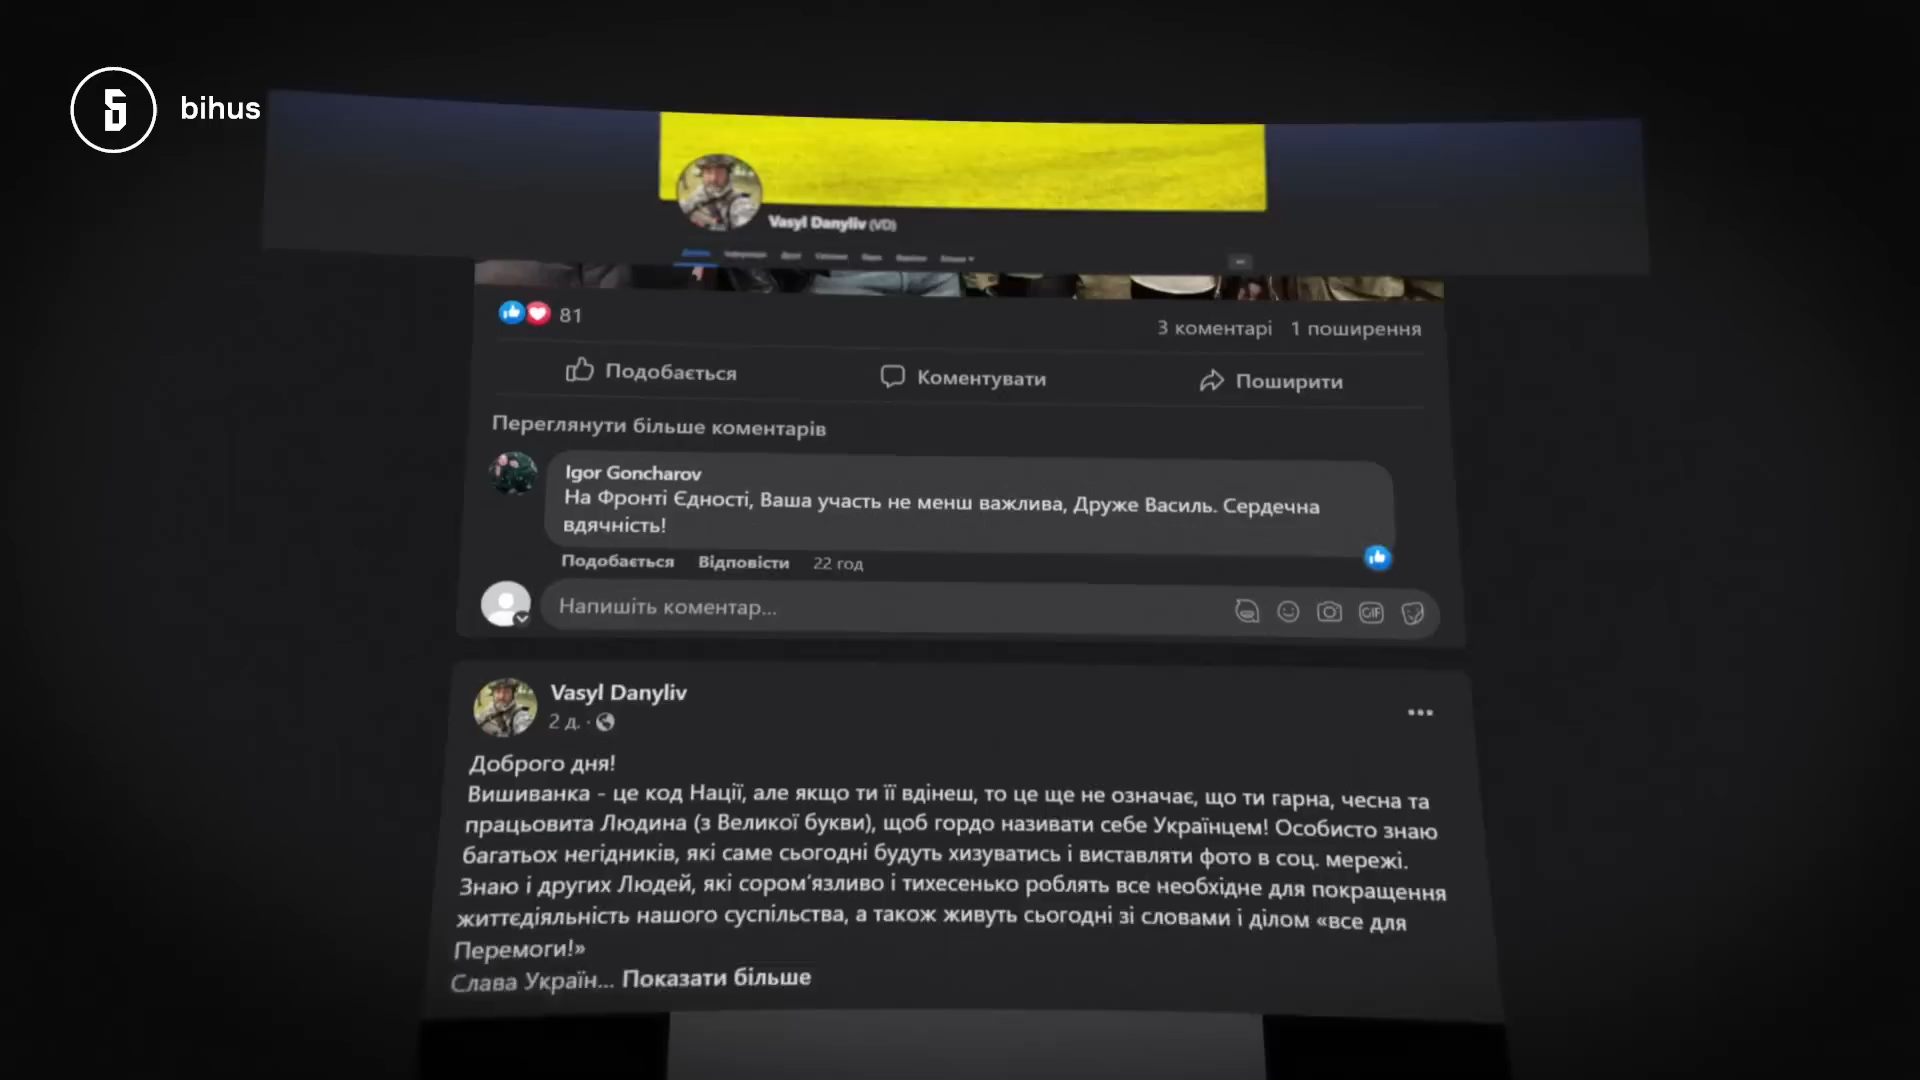 bihus
Vasyl Danyliv (VD)
81
3 коментарі 1 поширення
Подобається Коментувати Поширити
Переглянути більше коментарів
Igor Goncharov
На Фронті Єдності, Ваша участь не менш важлива, Друже Василь. Сердечна
вдячність!
Подобається Відповісти 22 год
Напишіть коментар...
GIF
Vasyl Danyliv
2 д. ·
Доброго дня!
Вишиванка - це код Нації, але якщо ти її вдінеш, то це ще не означає, що ти гарна, чесна та
працьовита Людина (з Великої букви), щоб гордо називати себе Українцем! Особисто знаю
багатьох негідників, які саме сьогодні будуть хизуватись і виставляти фото в соц. мережі.
Знаю і других Людей, які сором'язливо і тихесенько роблять все необхідне для покращення
життєдіяльність нашого суспільства, а також живуть сьогодні зі словами і ділом «все для
Перемоги!»
Слава Україн... Показати більше